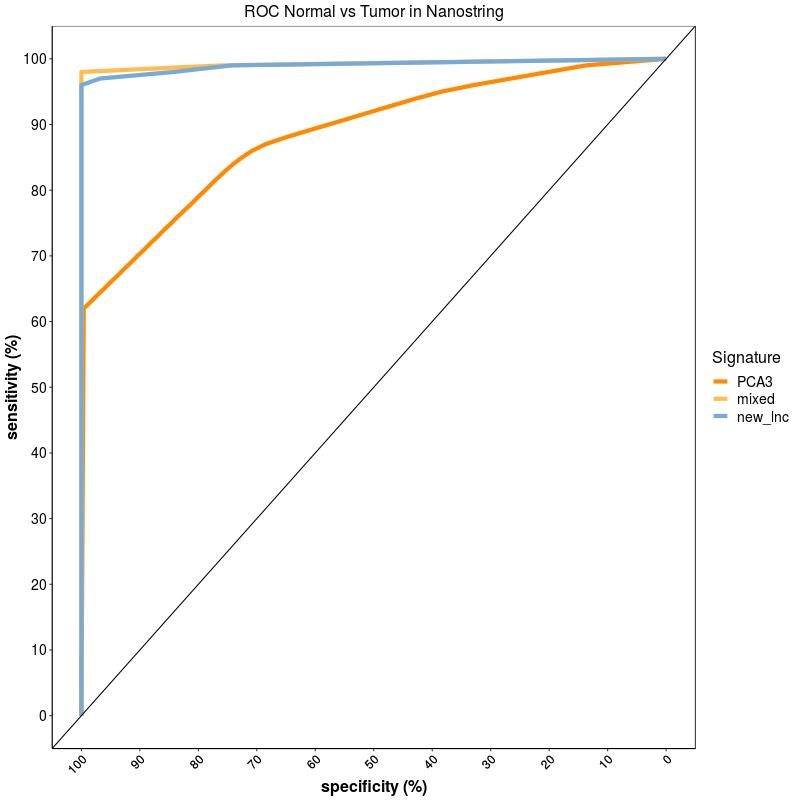 ROC Normal vs Tumor in Nanostring
100
90
80
70
60
50
40
30
20
10
0
sensitivity (%)
100 90 80 70 60 50 40 30 20 10 0
specificity (%)
Signature
PCA3
mixed
new_lnc